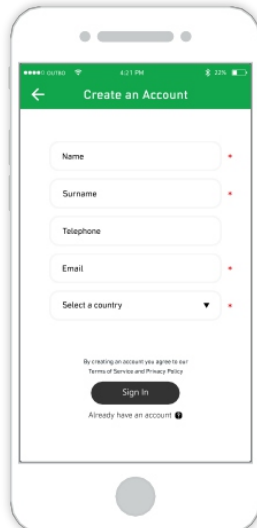 OUTBO 4:21 PM 22%
Create an Account
Name *
Surname *
Telephone
Email *
Select a country *
By creating an account you agree to our
Terms of Service and Privacy Policy
Sign In
Already have an account ?